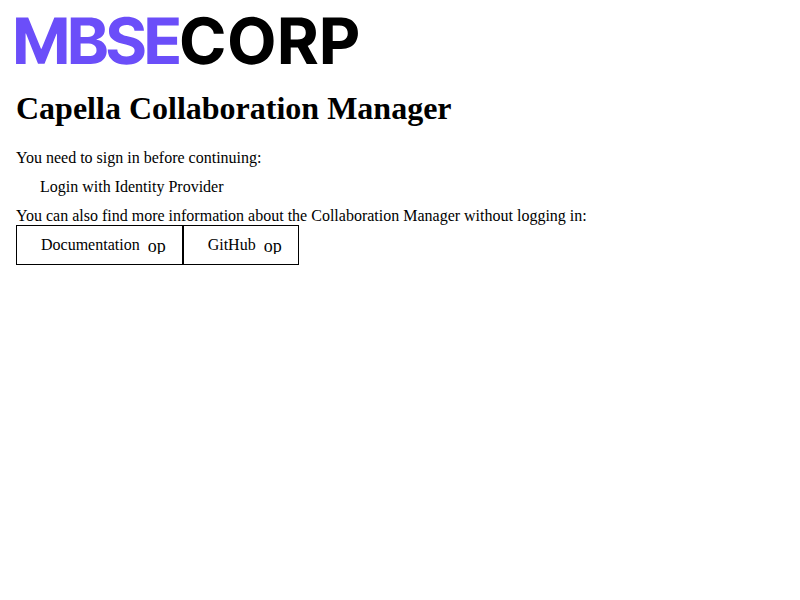 MBSECORP
Capella Collaboration Manager
You need to sign in before continuing:
Login with Identity Provider
You can also find more information about the Collaboration Manager without logging in:
Documentation op GitHub op